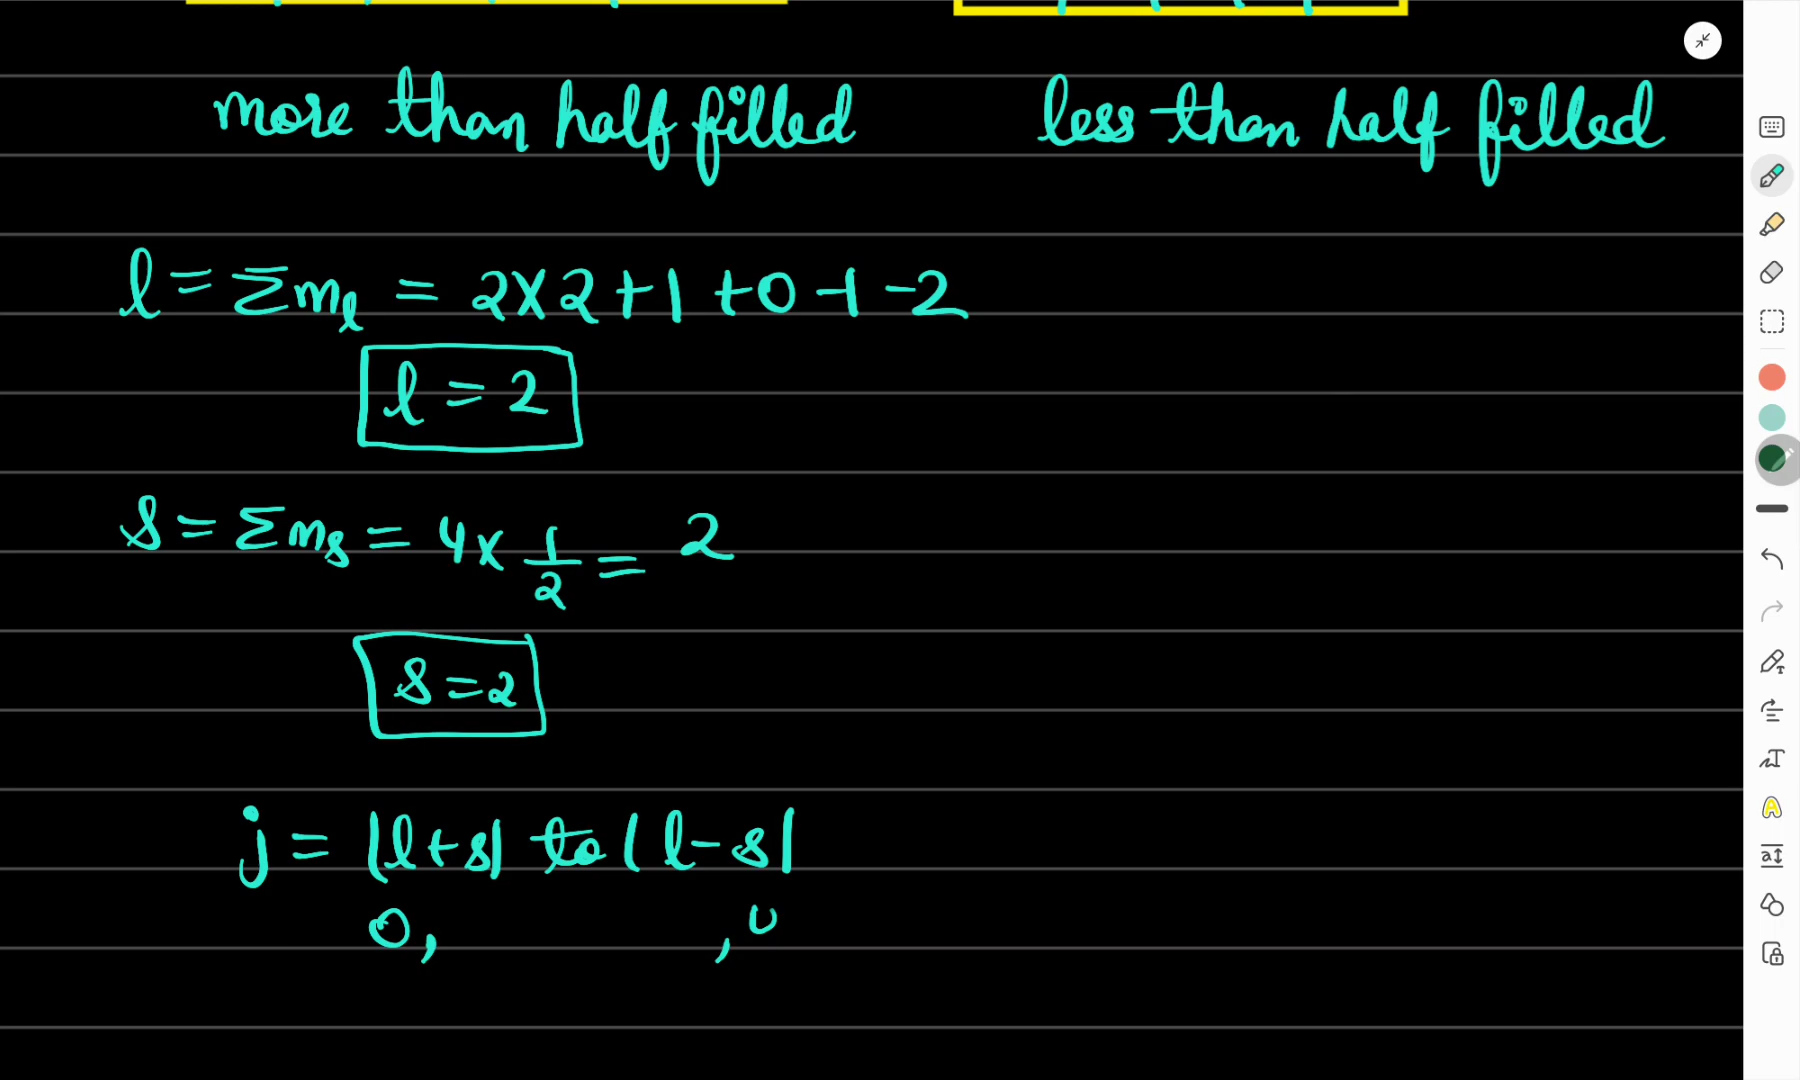 more than half filled less than half filled
l = Σml = 2×2+1+0-1-2
l = 2
s = Σms = 4× 1/2 = 2
s = 2
j = |l+s| to |l-s|
0, , 0